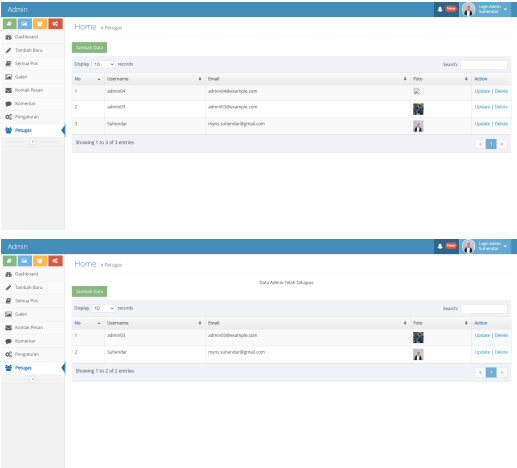 Admin
New
Login Admin
Suhendar
Home » Petugas
Dashboard
Tambah Baru
Semua Pos
Galeri
Kontak Pesan
Komentar
Pengaturan
Petugas
Tambah Data
Display 10 records
Search:
No Username Email Foto Action
1 admin04 admin04@example.com Update | Delete
2 admin03 admin03@example.com Update | Delete
3 Suhendar myns.suhendar@gmail.com Update | Delete
Showing 1 to 3 of 3 entries
« 1 »
Admin
New
Login Admin
Suhendar
Home » Petugas
Dashboard
Tambah Baru
Semua Pos
Galeri
Kontak Pesan
Komentar
Pengaturan
Petugas
Data Admin Telah Dihapus
Tambah Data
Display 10 records
Search:
No Username Email Foto Action
1 admin03 admin03@example.com Update | Delete
2 Suhendar myns.suhendar@gmail.com Update | Delete
Showing 1 to 2 of 2 entries
« 1 »